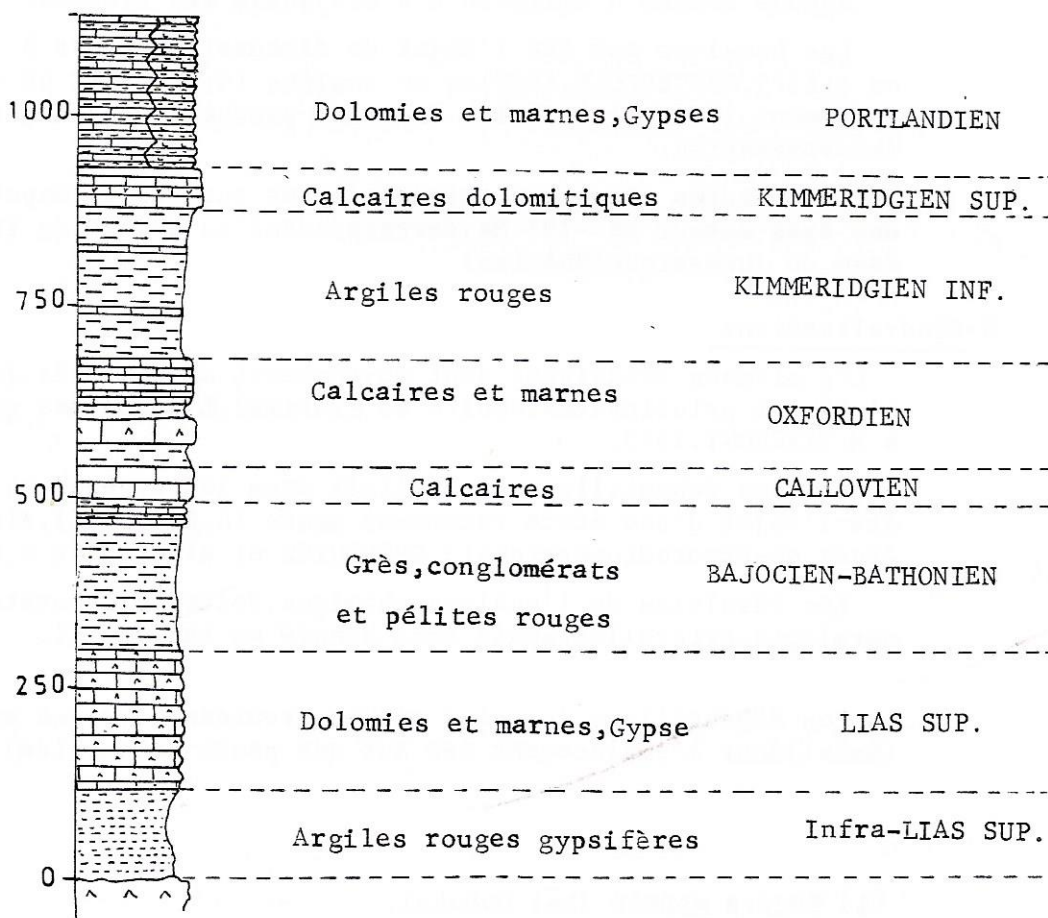 1000
Dolomies et marnes,Gypses PORTLANDIEN
Calcaires dolomitiques KIMMERIDGIEN SUP.
Argiles rouges KIMMERIDGIEN INF.
750
Calcaires et marnes
OXFORDIEN
500
Calcaires CALLOVIEN
Grès,conglomérats BAJOCIEN-BATHONIEN
et pélites rouges
250
Dolomies et marnes,Gypse LIAS SUP.
Argiles rouges gypsifères Infra-LIAS SUP.
0